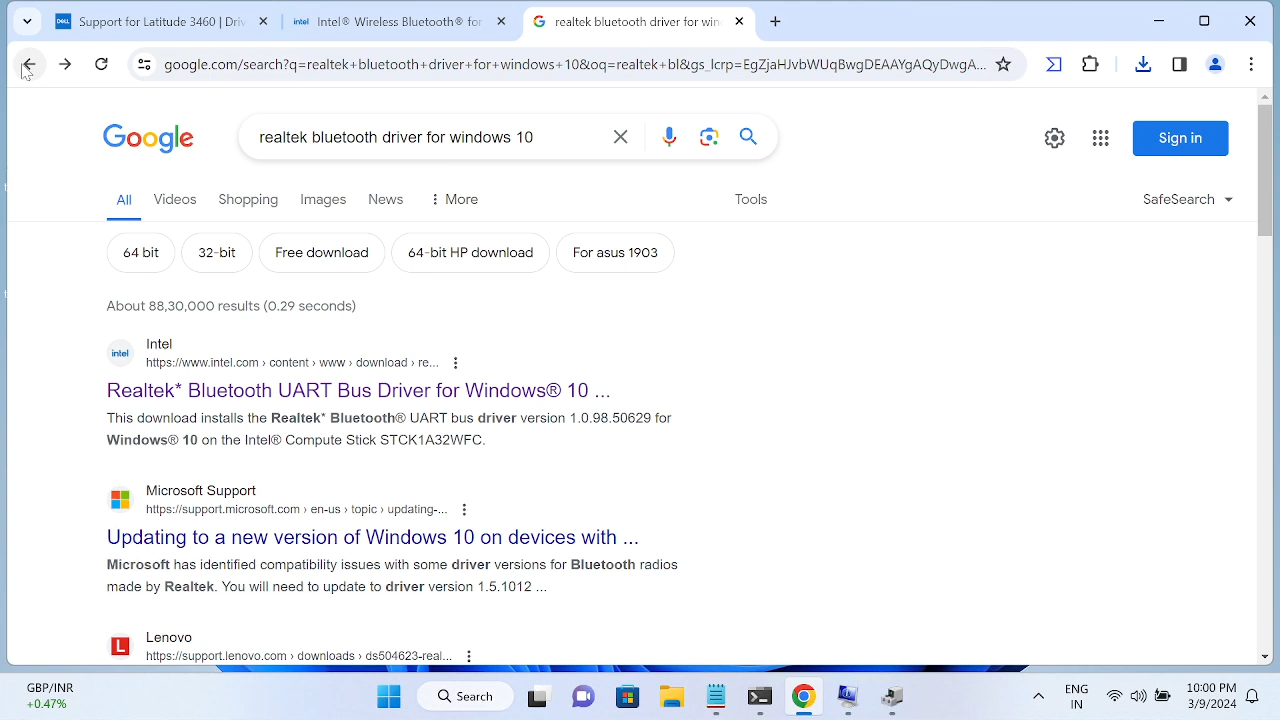 DELL Support for Latitude 3460 | Driv
intel Intel® Wireless Bluetooth® for
realtek bluetooth driver for win
google.com/search?q=realtek+bluetooth+driver+for+windows+10&oq=realtek+bl&gs_lcrp=EgZjaHJvbWUqBwgDEAAYgAQyDwgA...
Google
realtek bluetooth driver for windows 10
Sign in
All Videos Shopping Images News More Tools SafeSearch
64 bit 32-bit Free download 64-bit HP download For asus 1903
About 88,30,000 results (0.29 seconds)
intel
Intel
https://www.intel.com › content › www › download › re...
Realtek* Bluetooth UART Bus Driver for Windows® 10 ...
This download installs the Realtek* Bluetooth® UART bus driver version 1.0.98.50629 for
Windows® 10 on the Intel® Compute Stick STCK1A32WFC.
Microsoft Support
https://support.microsoft.com › en-us › topic › updating-...
Updating to a new version of Windows 10 on devices with ...
Microsoft has identified compatibility issues with some driver versions for Bluetooth radios
made by Realtek. You will need to update to driver version 1.5.1012 ...
L
Lenovo
https://support.lenovo.com › downloads › ds504623-real...
GBP/INR
+0.47%
Search
ENG
IN
10:00 PM
3/9/2024